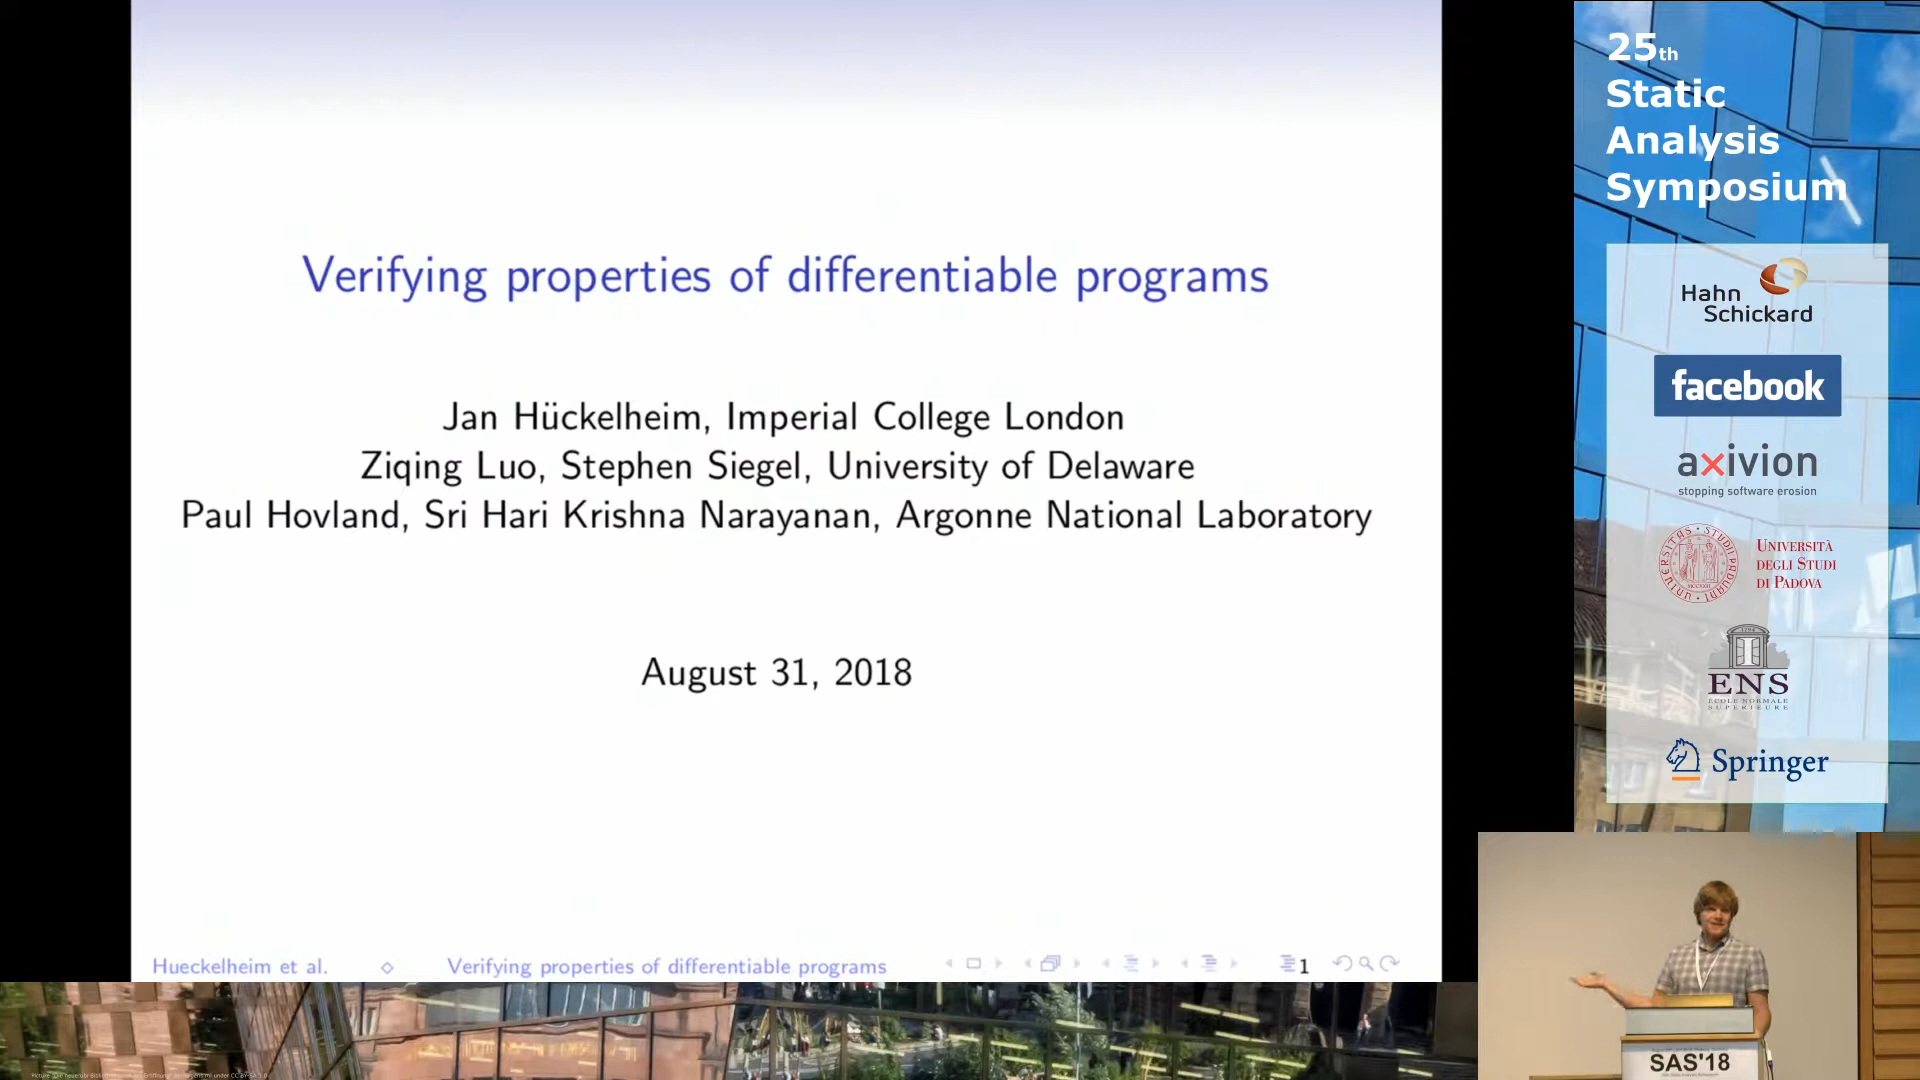 Verifying properties of differentiable programs
Jan Hückelheim, Imperial College London
Ziqing Luo, Stephen Siegel, University of Delaware
Paul Hovland, Sri Hari Krishna Narayanan, Argonne National Laboratory
August 31, 2018
Hueckelheim et al. ◇ Verifying properties of differentiable programs 1
25th
Static
Analysis
Symposium
Hahn
Schickard
facebook
axivion
stopping software erosion
UNIVERSITÀ
DEGLI STUDI
DI PADOVA
ENS
ECOLE NORMALE
SUPERIEURE
Springer
SAS'18